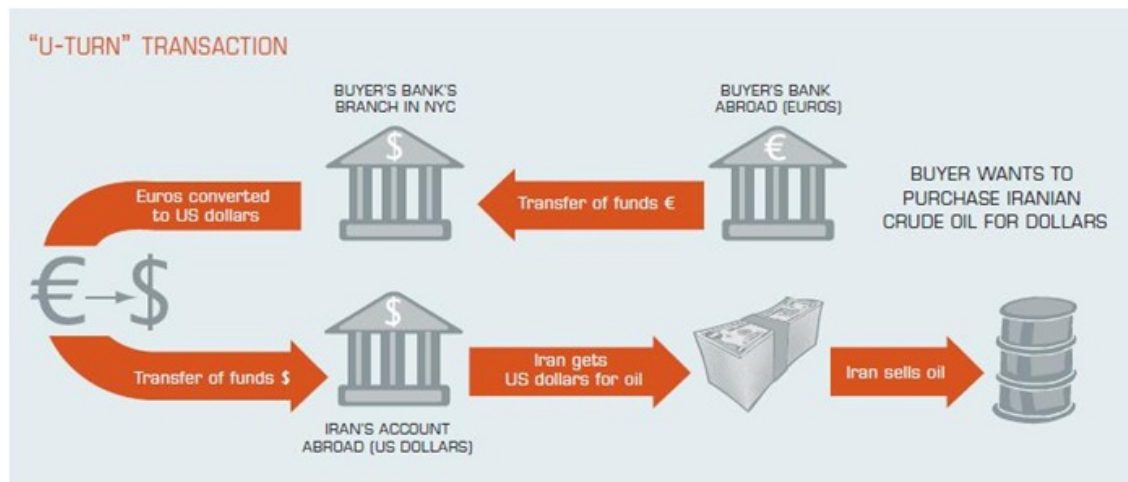 “U-TURN” TRANSACTION
BUYER'S BANK'S
BRANCH IN NYC
BUYER'S BANK
ABROAD (EUROS)
$
€
BUYER WANTS TO
PURCHASE IRANIAN
CRUDE OIL FOR DOLLARS
Transfer of funds €
Euros converted
to US dollars
€ → $
Transfer of funds $
$
IRAN'S ACCOUNT
ABROAD (US DOLLARS)
Iran gets
US dollars for oil
Iran sells oil